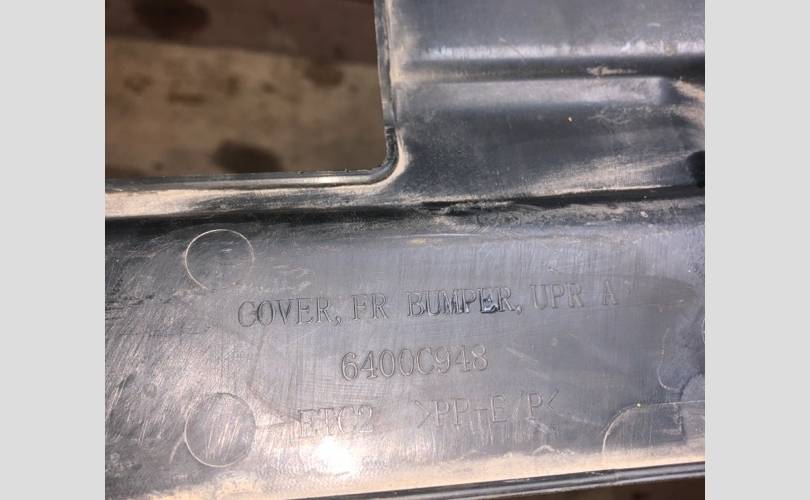 COVER, FR BUMPER, UPR A
6400C948
ETC2 >PP-E/P<